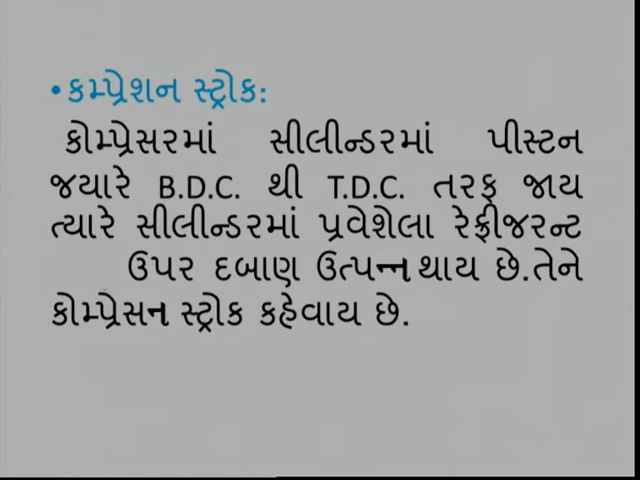 •કમ્પ્રેશન સ્ટ્રોક:
કોમ્પ્રેસરમાં સીલીન્ડરમાં પીસ્ટન
જયારે B.D.C. થી T.D.C. તરફ જાય
ત્યારે સીલીન્ડરમાં પ્રવેશેલા રેફ્રીજરન્ટ
ઉપર દબાણ ઉત્પન્ન થાય છે.તેને
કોમ્પ્રેસન સ્ટ્રોક કહેવાય છે.